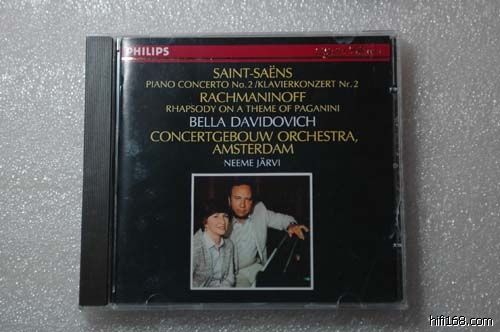 PHILIPS
SAINT-SAËNS
PIANO CONCERTO No.2/KLAVIERKONZERT Nr.2
RACHMANINOFF
RHAPSODY ON A THEME OF PAGANINI
BELLA DAVIDOVICH
CONCERTGEBOUW ORCHESTRA,
AMSTERDAM
NEEME JÄRVI
hifi168.com